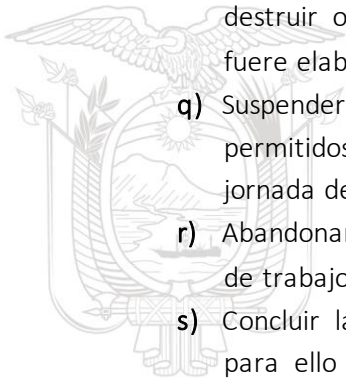 destruir o
fuere elab
q) Suspender
permitidos
jornada de
r) Abandonar
de trabajo
s) Concluir la
para ello